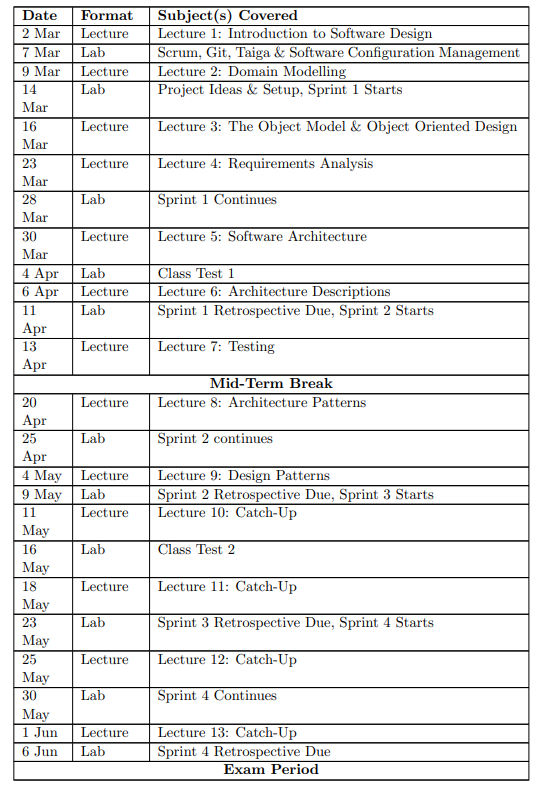 Date Format Subject(s) Covered
2 Mar Lecture Lecture 1: Introduction to Software Design
7 Mar Lab Scrum, Git, Taiga & Software Configuration Management
9 Mar Lecture Lecture 2: Domain Modelling
14 Lab Project Ideas & Setup, Sprint 1 Starts
Mar
16 Lecture Lecture 3: The Object Model & Object Oriented Design
Mar
23 Lecture Lecture 4: Requirements Analysis
Mar
28 Lab Sprint 1 Continues
Mar
30 Lecture Lecture 5: Software Architecture
Mar
4 Apr Lab Class Test 1
6 Apr Lecture Lecture 6: Architecture Descriptions
11 Lab Sprint 1 Retrospective Due, Sprint 2 Starts
Apr
13 Lecture Lecture 7: Testing
Apr
Mid-Term Break
20 Lecture Lecture 8: Architecture Patterns
Apr
25 Lab Sprint 2 continues
Apr
4 May Lecture Lecture 9: Design Patterns
9 May Lab Sprint 2 Retrospective Due, Sprint 3 Starts
11 Lecture Lecture 10: Catch-Up
May
16 Lab Class Test 2
May
18 Lecture Lecture 11: Catch-Up
May
23 Lab Sprint 3 Retrospective Due, Sprint 4 Starts
May
25 Lecture Lecture 12: Catch-Up
May
30 Lab Sprint 4 Continues
May
1 Jun Lecture Lecture 13: Catch-Up
6 Jun Lab Sprint 4 Retrospective Due
Exam Period